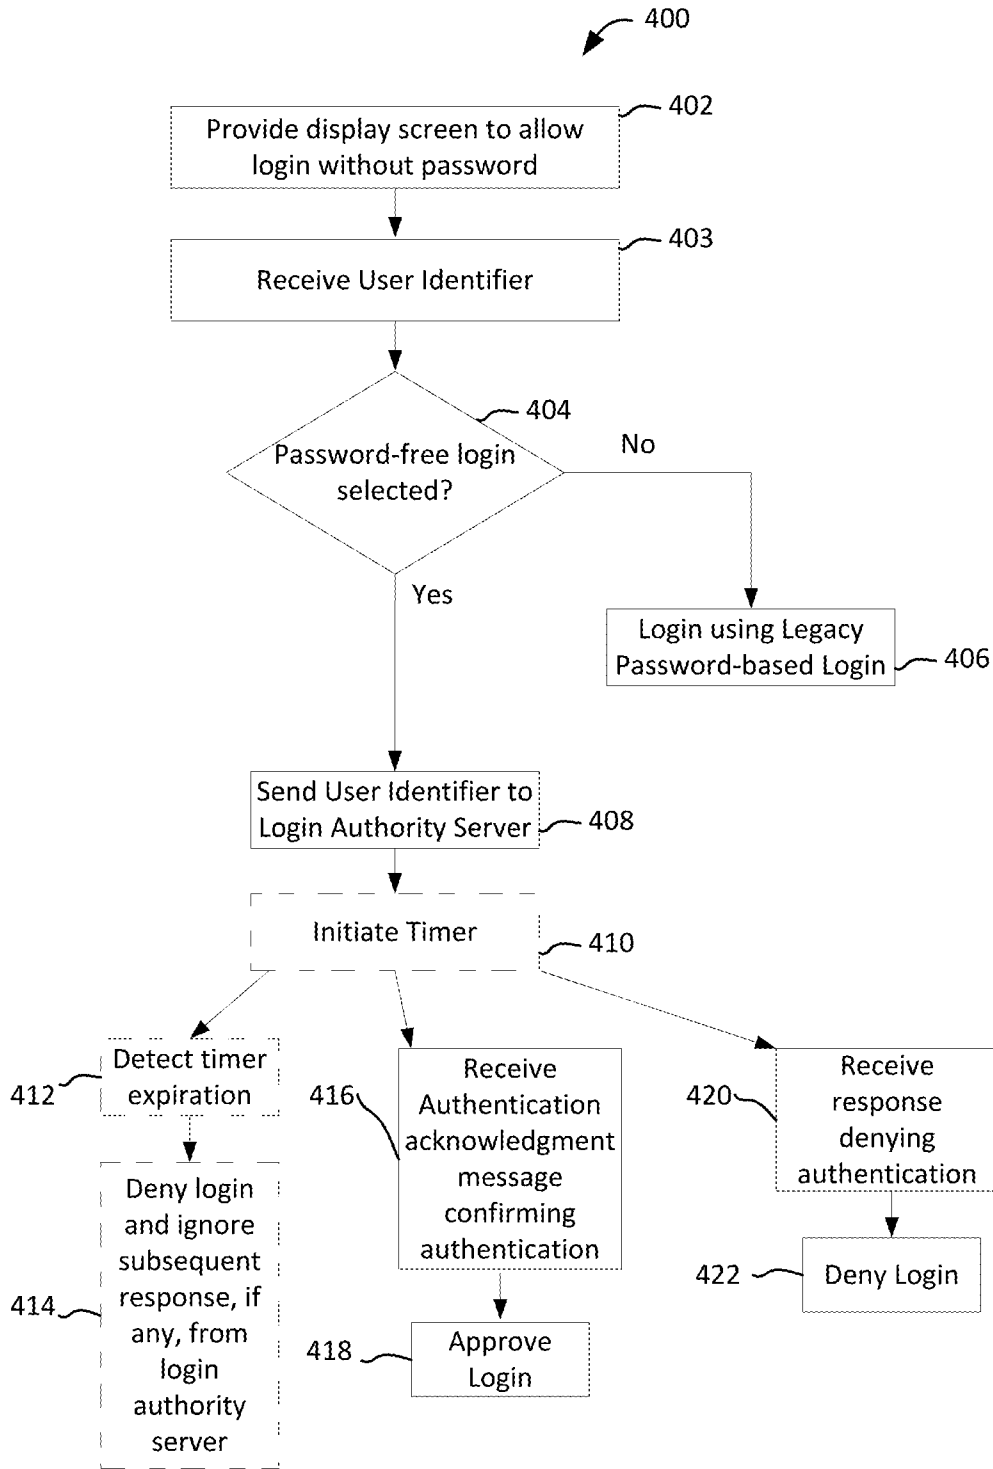 400
402
Provide display screen to allow
login without password
403
Receive User Identifier
404
Password-free login
selected?
No
Yes
Login using Legacy
Password-based Login
406
Send User Identifier to
Login Authority Server
408
Initiate Timer
410
412
Detect timer
expiration
414
Deny login
and ignore
subsequent
response, if
any, from
login
authority
server
416
Receive
Authentication
acknowledgment
message
confirming
authentication
418
Approve
Login
420
Receive
response
denying
authentication
422
Deny Login